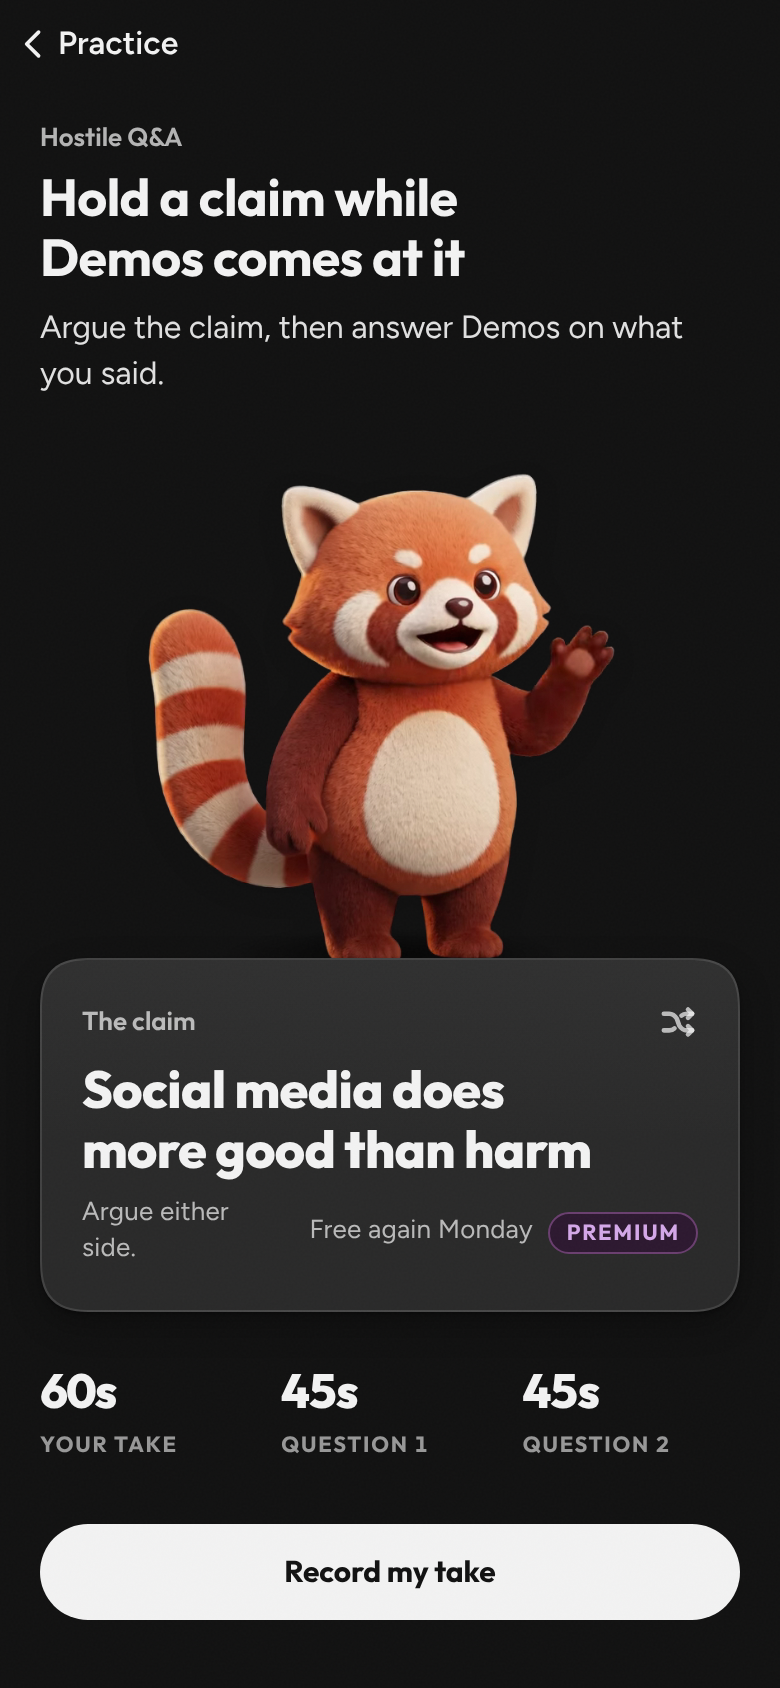 Practice
Hostile Q&A
Hold a claim while
Demos comes at it
Argue the claim, then answer Demos on what
you said.
The claim
Social media does
more good than harm
Argue either
side.
Free again Monday
PREMIUM
60s
YOUR TAKE
45s
QUESTION 1
45s
QUESTION 2
Record my take